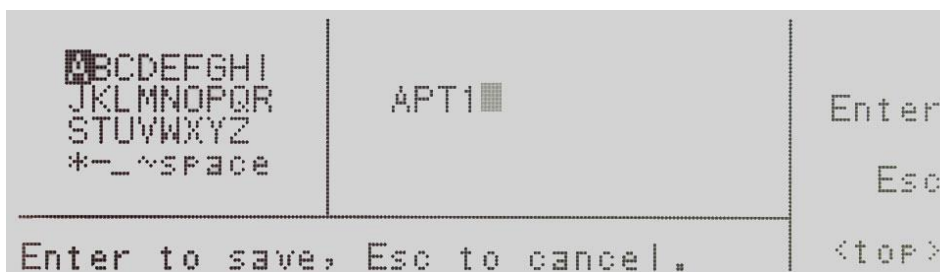 ABCDEFGHI
JKLMNOPQR
STUVWXYZ
*-_~space
APT1
Enter to save, Esc to cancel.
Enter
Esc
<top>